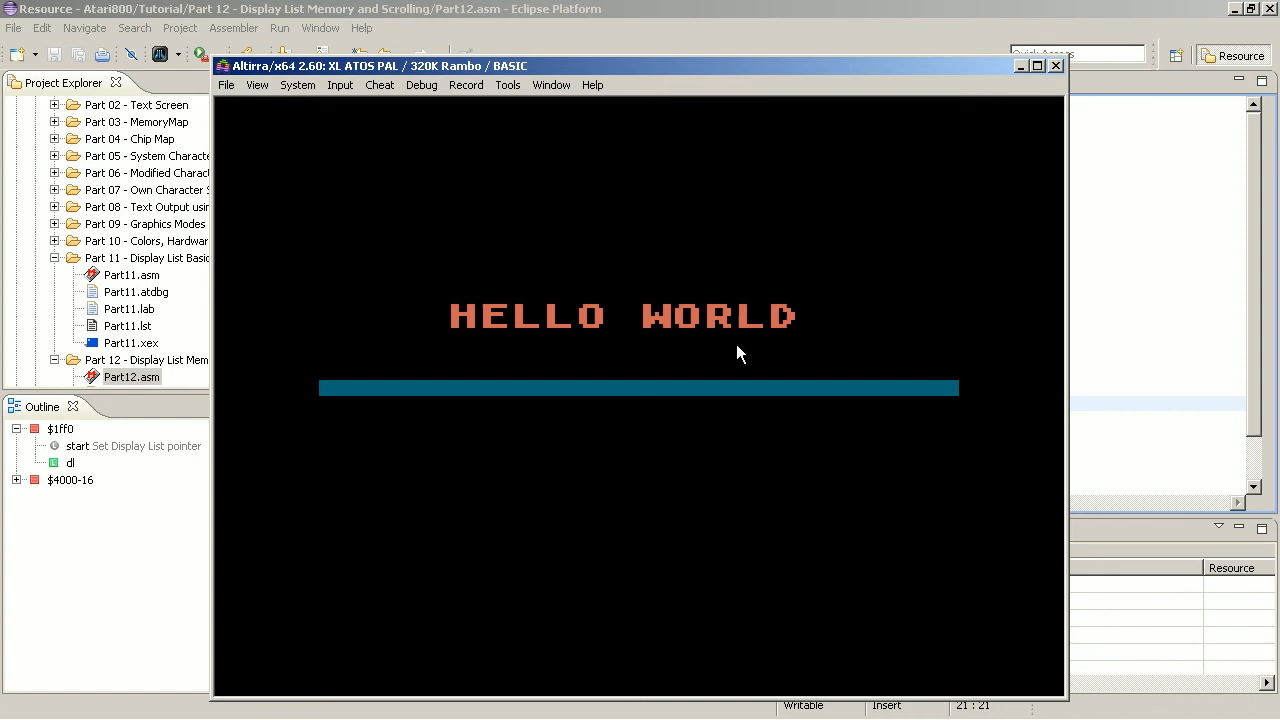 Resource - Atari800/Tutorial/Part 12 - Display List Memory and Scrolling/Part12.asm - Eclipse Platform
File Edit Navigate Search Project Assembler Run Window Help
Resource
Project Explorer
Part 02 - Text Screen
Part 03 - MemoryMap
Part 04 - Chip Map
Part 05 - System Characte
Part 06 - Modified Charact
Part 07 - Own Character S
Part 08 - Text Output usin
Part 09 - Graphics Modes
Part 10 - Colors, Hardwar
Part 11 - Display List Basic
Part11.asm
Part11.atdbg
Part11.lab
Part11.lst
Part11.xex
Part 12 - Display List Mem
Part12.asm
Outline
$1ff0
start Set Display List pointer
dl
$4000-16
Altirra/x64 2.60: XL ATOS PAL / 320K Rambo / BASIC
File View System Input Cheat Debug Record Tools Window Help
HELLO WORLD
Resource
Writable Insert 21 : 21